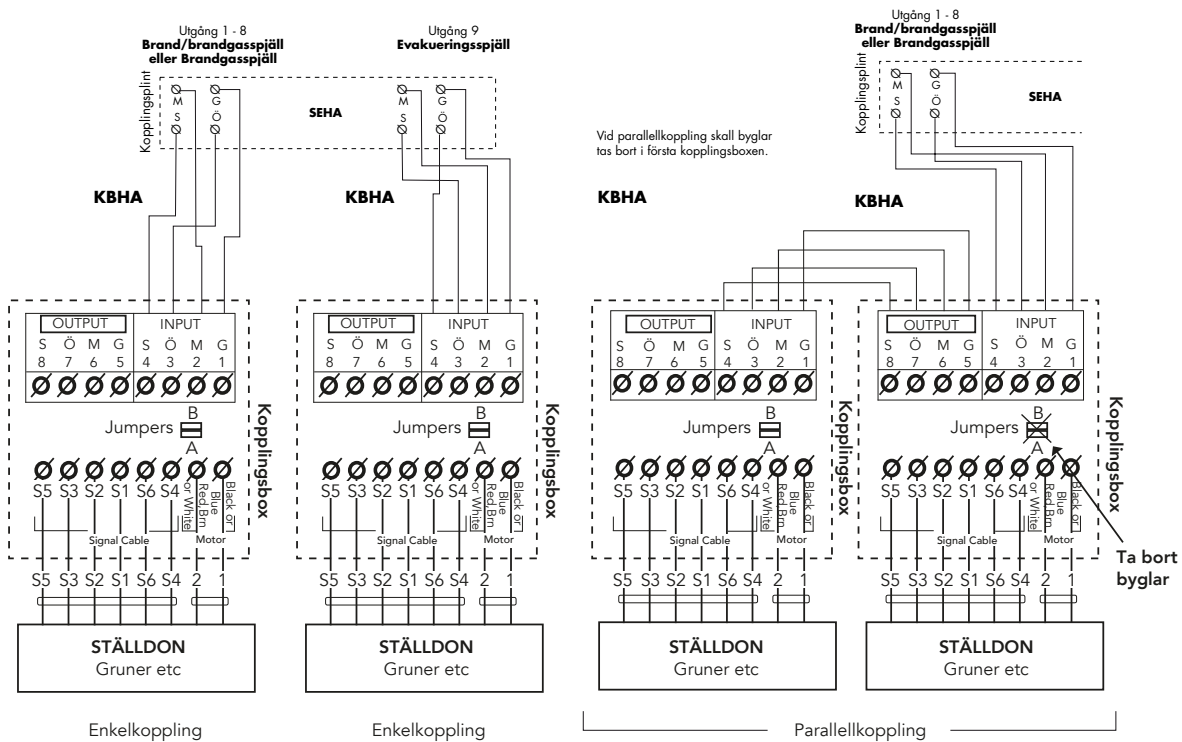 Utgång 1 - 8
Brand/brandgasspjäll
eller Brandgasspjäll
Utgång 9
Evakueringsspjäll
Utgång 1 - 8
Brand/brandgasspjäll
eller Brandgasspjäll
Kopplingsplint
M G
S Ö
SEHA
M G
S Ö
Kopplingsplint
M G
S Ö
SEHA
Vid parallellkoppling skall byglar
tas bort i första kopplingsboxen.
KBHA
KBHA
KBHA
KBHA
OUTPUT INPUT
S Ö M G S Ö M G
8 7 6 5 4 3 2 1
B
Jumpers
A
S5 S3 S2 S1 S6 S4
Red,Brn
or White
Black or
Blue
Signal Cable Motor
Kopplingsbox
S5 S3 S2 S1 S6 S4 2 1
STÄLLDON
Gruner etc
Enkelkoppling
OUTPUT INPUT
S Ö M G S Ö M G
8 7 6 5 4 3 2 1
B
Jumpers
A
S5 S3 S2 S1 S6 S4
Red,Brn
or White
Black or
Blue
Signal Cable Motor
Kopplingsbox
S5 S3 S2 S1 S6 S4 2 1
STÄLLDON
Gruner etc
Enkelkoppling
OUTPUT INPUT
S Ö M G S Ö M G
8 7 6 5 4 3 2 1
B
Jumpers
A
S5 S3 S2 S1 S6 S4
Red,Brn
or White
Black or
Blue
Signal Cable Motor
Kopplingsbox
S5 S3 S2 S1 S6 S4 2 1
STÄLLDON
Gruner etc
OUTPUT INPUT
S Ö M G S Ö M G
8 7 6 5 4 3 2 1
B
Jumpers
A
S5 S3 S2 S1 S6 S4
Red,Brn
or White
Black or
Blue
Signal Cable Motor
Kopplingsbox
Ta bort
byglar
S5 S3 S2 S1 S6 S4 2 1
STÄLLDON
Gruner etc
Parallellkoppling